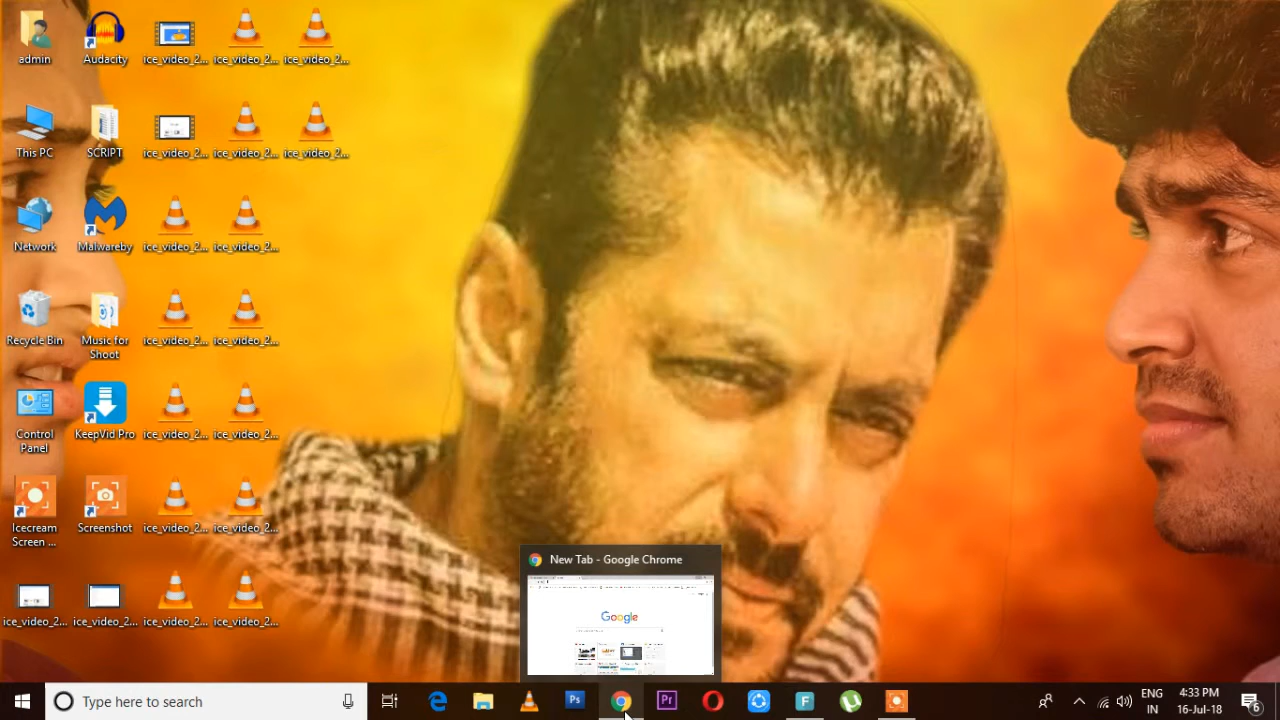 admin
Audacity
ice_video_2...
ice_video_2...
ice_video_2...
This PC
SCRIPT
ice_video_2...
ice_video_2...
ice_video_2...
Network
Malwareby
ice_video_2...
ice_video_2...
Recycle Bin
Music for
Shoot
ice_video_2...
ice_video_2...
Control
Panel
KeepVid Pro
ice_video_2...
ice_video_2...
Icecream
Screen ...
Screenshot
ice_video_2...
ice_video_2...
ice_video_2...
ice_video_2...
ice_video_2...
ice_video_2...
New Tab - Google Chrome
Google
Type here to search
Ps
Pr
F
ENG
IN
4:33 PM
16-Jul-18
6